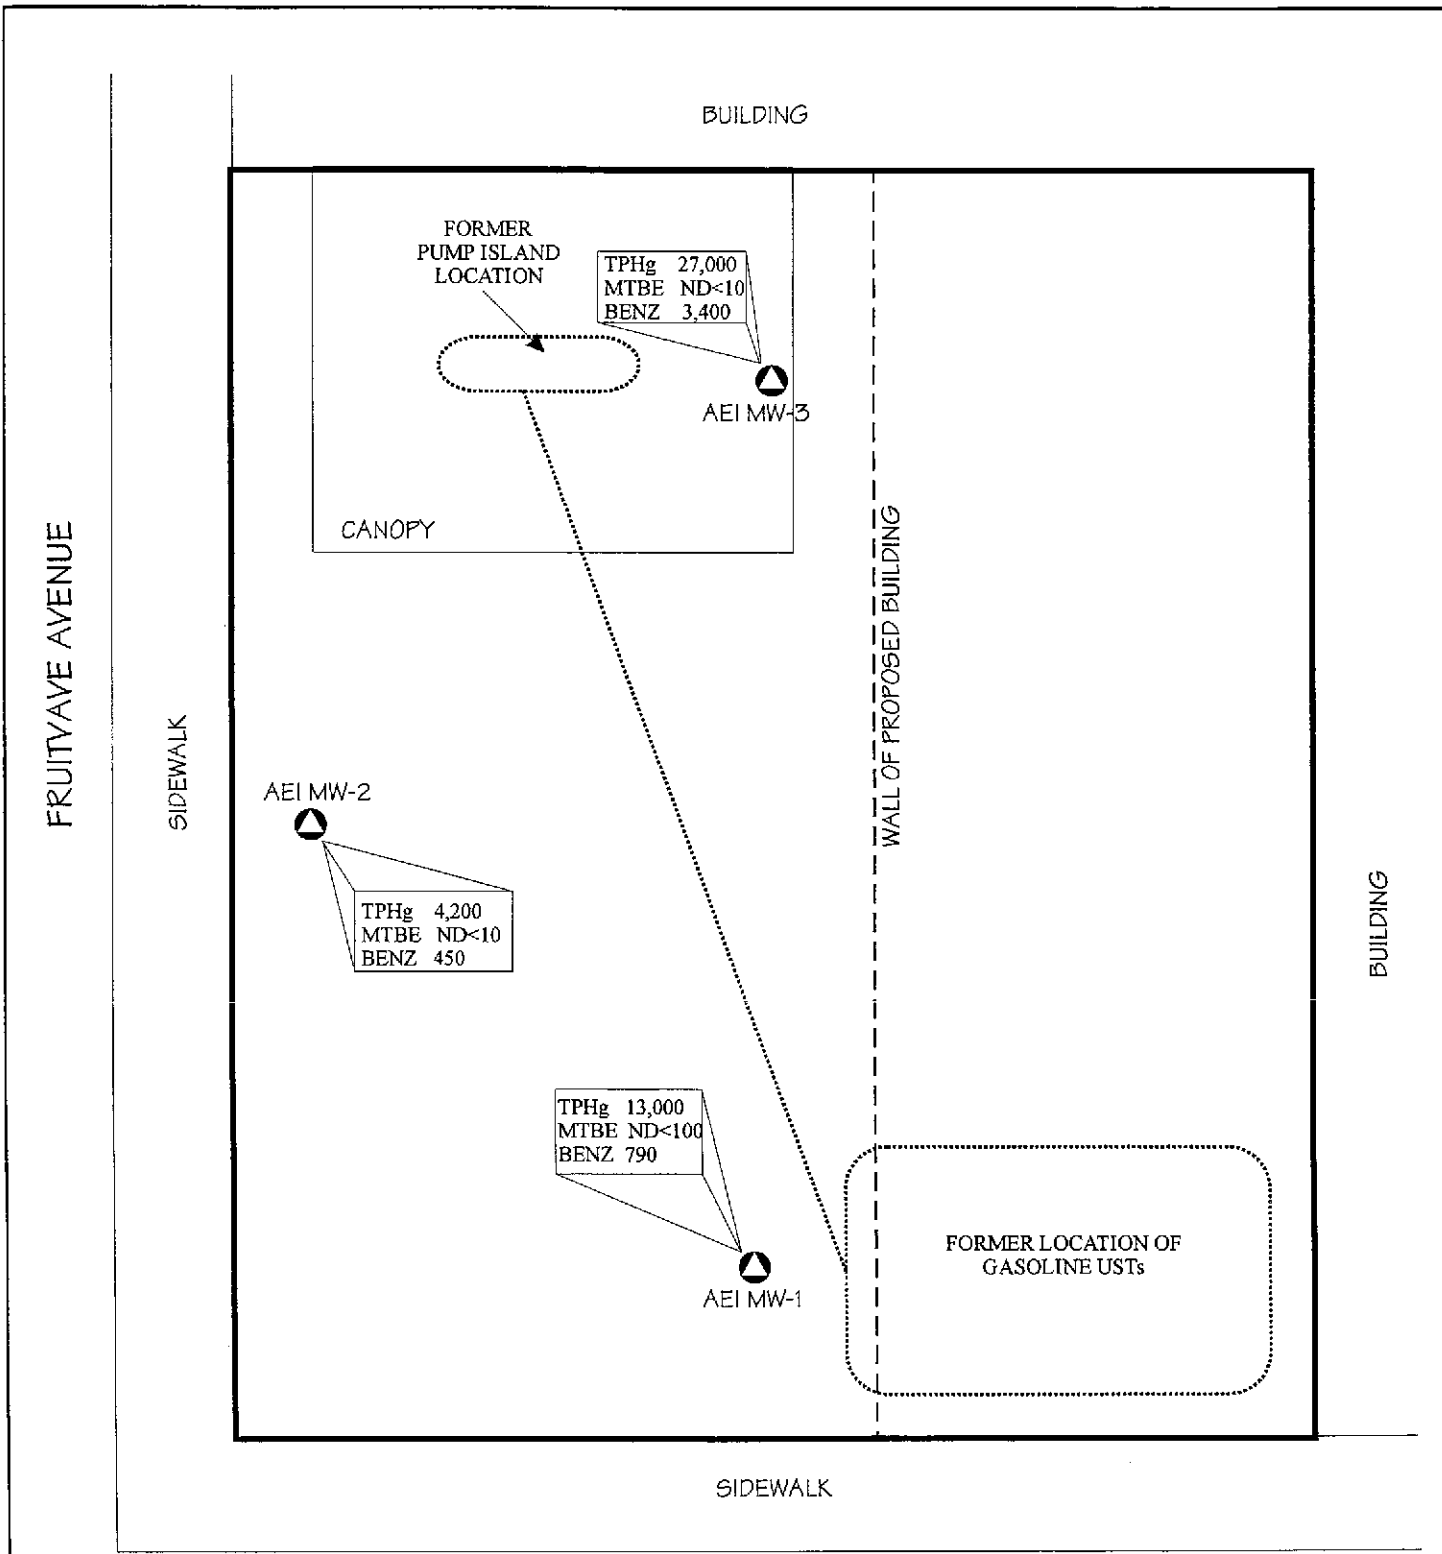 BUILDING
FORMER
PUMP ISLAND
LOCATION
TPHg 27,000
MTBE ND<10
BENZ 3,400
AEI MW-3
CANOPY
FRUITVAVE AVENUE
SIDEWALK
WALL OF PROPOSED BUILDING
AEI MW-2
TPHg 4,200
MTBE ND<10
BENZ 450
BUILDING
TPHg 13,000
MTBE ND<100
BENZ 790
AEI MW-1
FORMER LOCATION OF
GASOLINE USTs
SIDEWALK